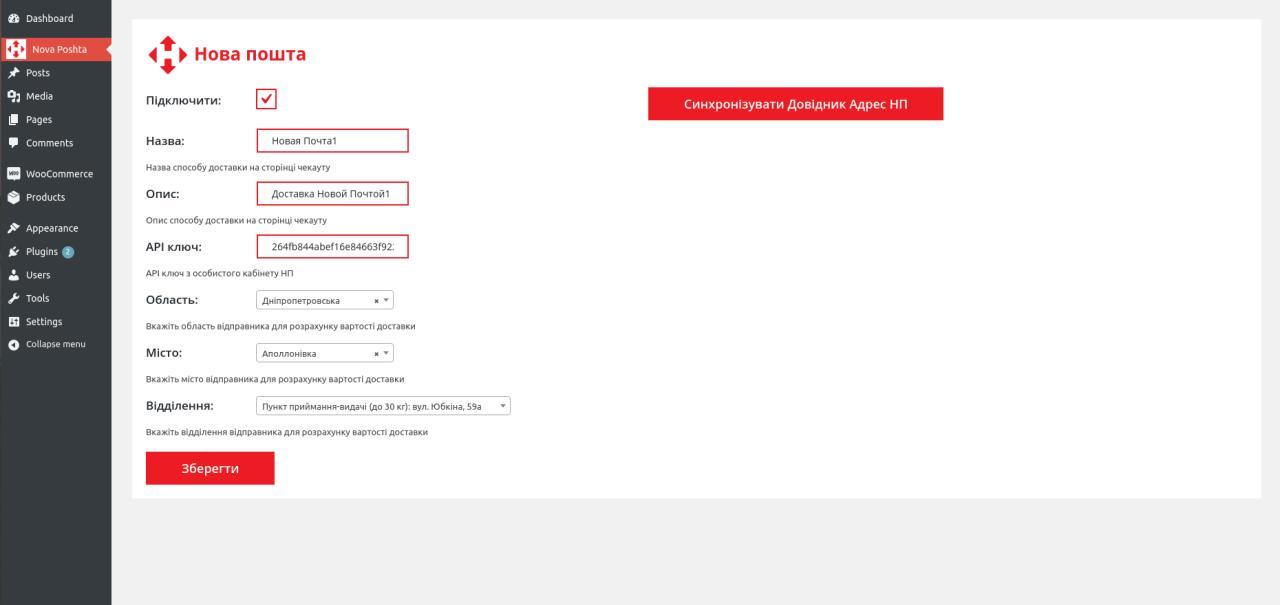 Dashboard
Nova Poshta
Posts
Media
Pages
Comments
WooCommerce
Products
Appearance
Plugins 2
Users
Tools
Settings
Collapse menu
Нова пошта
Підключити:
Синхронізувати Довідник Адрес НП
Назва: Новая Почта1
Назва способу доставки на сторінці чекауту
Опис: Доставка Новой Почтой1
Опис способу доставки на сторінці чекауту
API ключ: 264fb844abef16e84663f92
API ключ з особистого кабінету НП
Область: Дніпропетровська ×
Вкажіть область відправника для розрахунку вартості доставки
Місто: Аполлонівка ×
Вкажіть місто відправника для розрахунку вартості доставки
Відділення: Пункт приймання-видачі (до 30 кг): вул. Юбкіна, 59а
Вкажіть відділення відправника для розрахунку вартості доставки
Зберегти